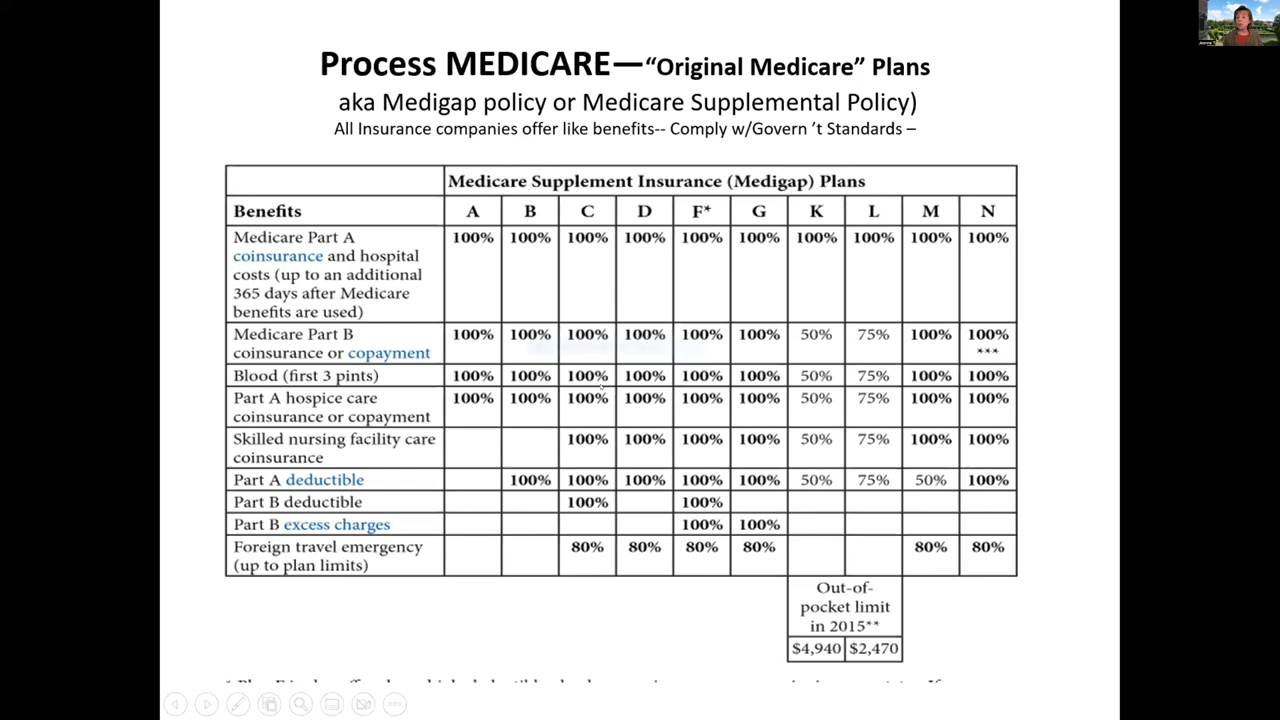 Process MEDICARE—“Original Medicare” Plans
aka Medigap policy or Medicare Supplemental Policy)
All Insurance companies offer like benefits-- Comply w/Govern ’t Standards –
Medicare Supplement Insurance (Medigap) Plans
Benefits A B C D F* G K L M N
Medicare Part A 100% 100% 100% 100% 100% 100% 100% 100% 100% 100%
coinsurance and hospital
costs (up to an additional
365 days after Medicare
benefits are used)
Medicare Part B 100% 100% 100% 100% 100% 100% 50% 75% 100% 100%
coinsurance or copayment ***
Blood (first 3 pints) 100% 100% 100% 100% 100% 100% 50% 75% 100% 100%
Part A hospice care 100% 100% 100% 100% 100% 100% 50% 75% 100% 100%
coinsurance or copayment
Skilled nursing facility care 100% 100% 100% 100% 50% 75% 100% 100%
coinsurance
Part A deductible 100% 100% 100% 100% 100% 50% 75% 50% 100%
Part B deductible 100% 100%
Part B excess charges 100% 100%
Foreign travel emergency 80% 80% 80% 80% 80% 80%
(up to plan limits)
Out-of-
pocket limit
in 2015**
$4,940 $2,470